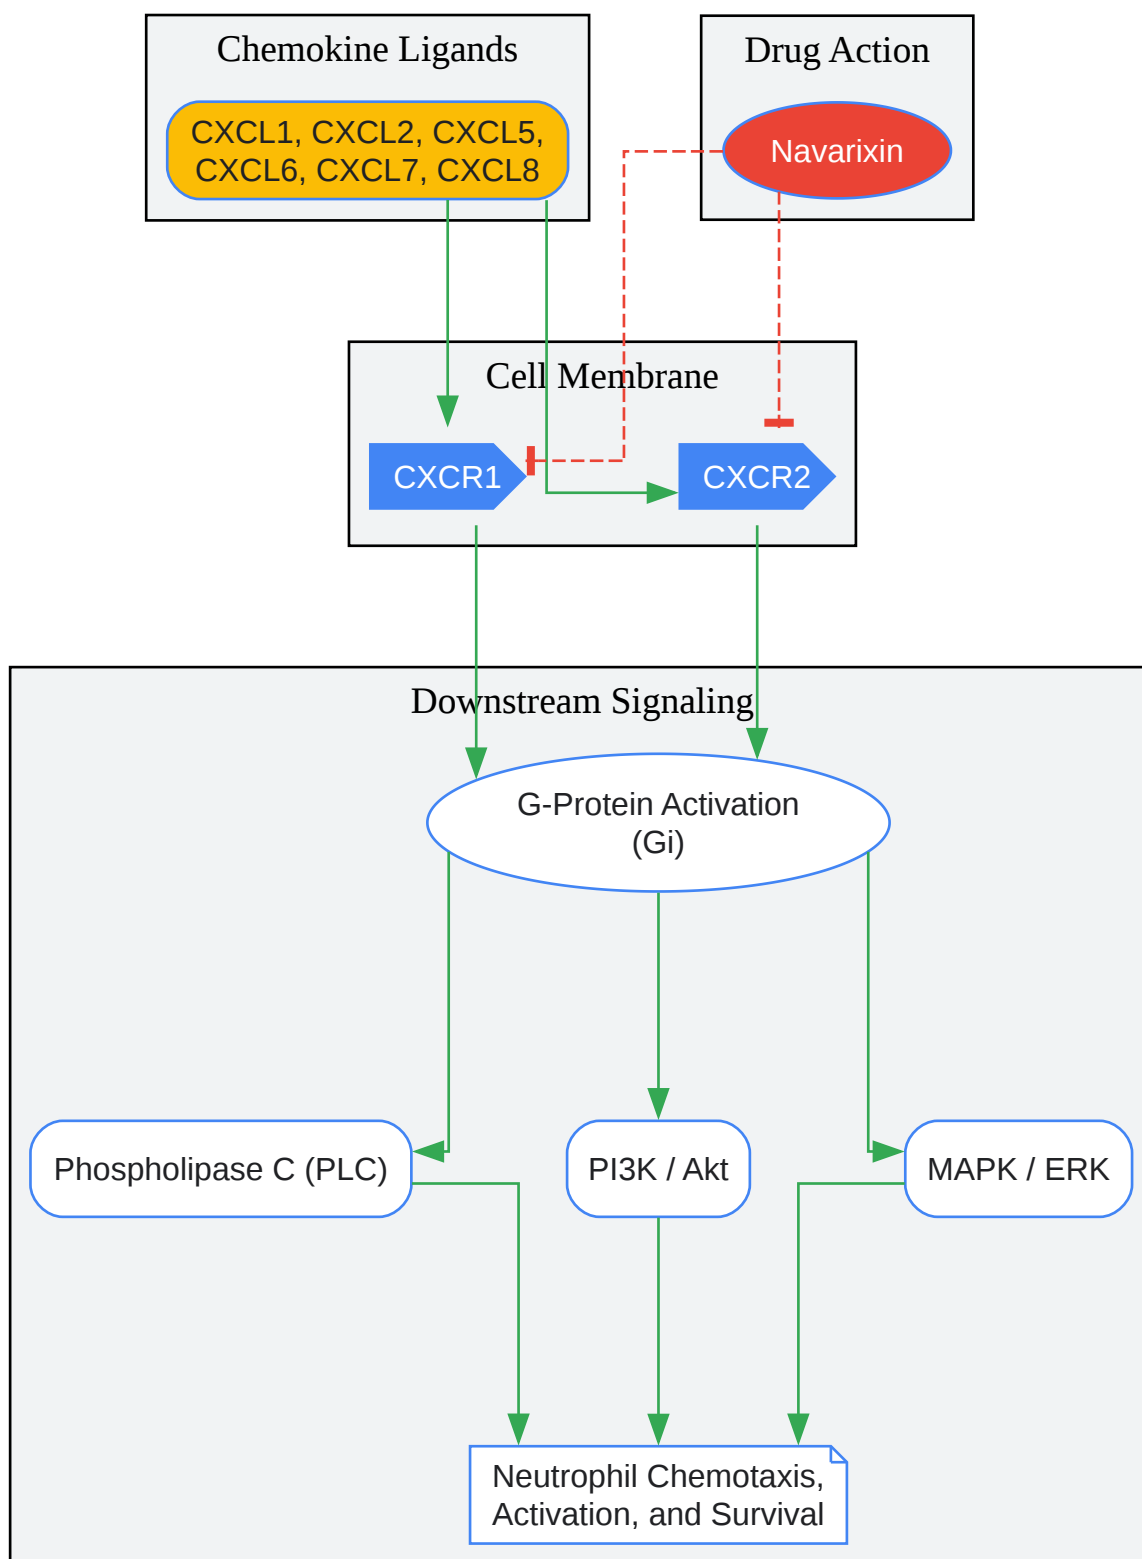 Chemokine Ligands
Drug Action
CXCL1, CXCL2, CXCL5,
CXCL6, CXCL7, CXCL8
Navarixin
Cell Membrane
CXCR1
CXCR2
Downstream Signaling
G-Protein Activation
(Gi)
Phospholipase C (PLC)
PI3K / Akt
MAPK / ERK
Neutrophil Chemotaxis,
Activation, and Survival